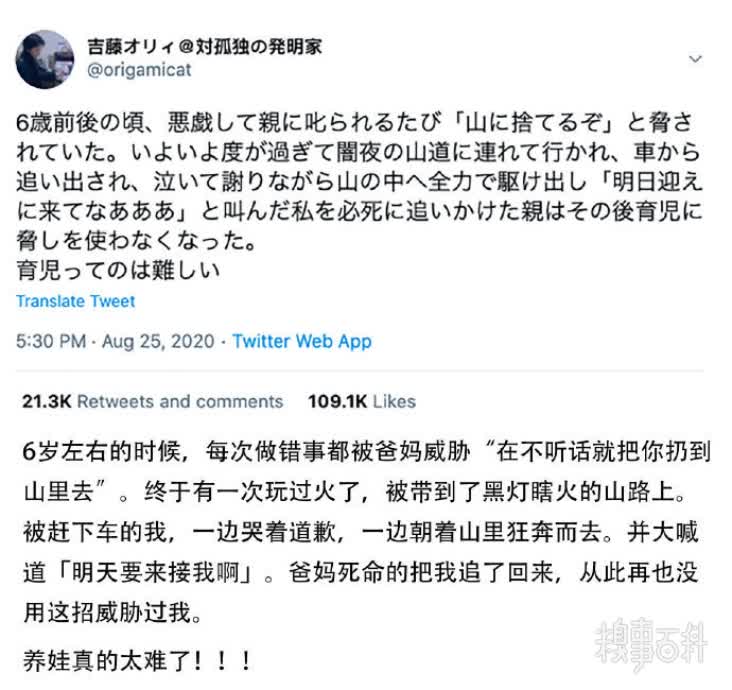 吉藤オリィ@対孤独の発明家
@origamicat
6歳前後の頃、悪戯して親に叱られるたび「山に捨てるぞ」と脅さ
れていた。いよいよ度が過ぎて闇夜の山道に連れて行かれ、車から
追い出され、泣いて謝りながら山の中へ全力で駆け出し「明日迎え
に来てなあああ」と叫んだ私を必死に追いかけた親はその後育児に
脅しを使わなくなった。
育児ってのは難しい
Translate Tweet
5:30 PM · Aug 25, 2020 · Twitter Web App
21.3K Retweets and comments 109.1K Likes
6岁左右的时候，每次做错事都被爸妈威胁“在不听话就把你扔到
山里去”。终于有一次玩过火了，被带到了黑灯瞎火的山路上。
被赶下车的我，一边哭着道歉，一边朝着山里狂奔而去。并大喊
道「明天要来接我啊」。爸妈死命的把我追了回来，从此再也没
用这招威胁过我。
养娃真的太难了！！！
糗事百科